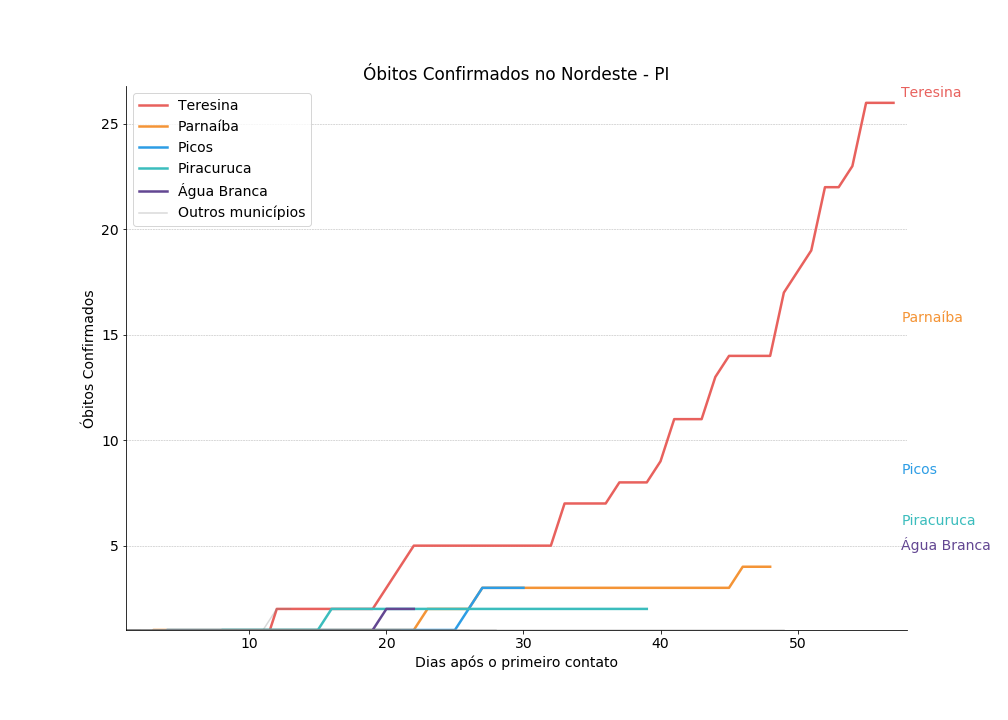 Óbitos Confirmados no Nordeste - PI
Teresina
Parnaíba
Picos
Piracuruca
Água Branca
Outros municípios
Óbitos Confirmados
25
20
15
10
5
10
20
30
40
50
Dias após o primeiro contato
Teresina
Parnaíba
Picos
Piracuruca
Água Branca